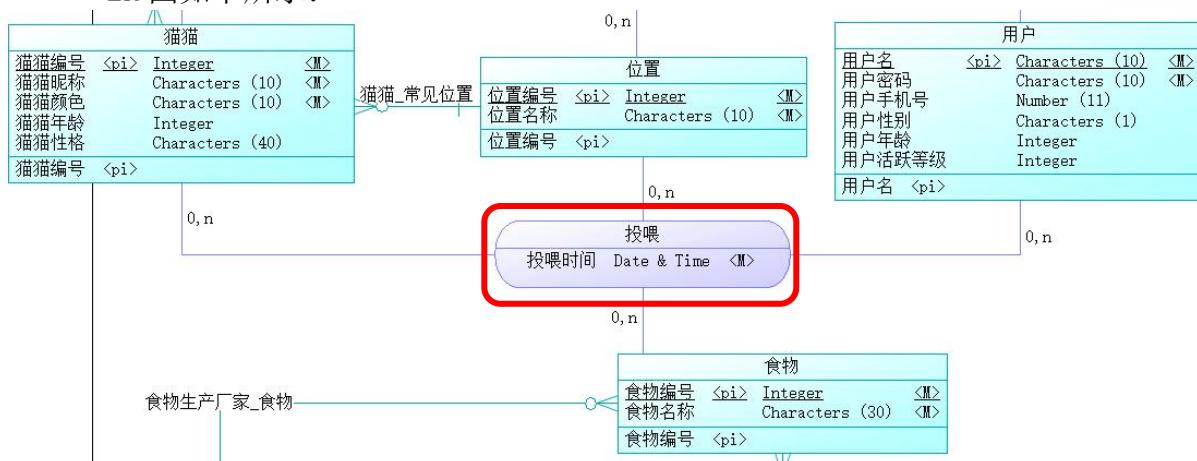 0,n
猫猫
猫猫编号 <pi> Integer <M>
猫猫昵称 Characters (10) <M>
猫猫颜色 Characters (10) <M>
猫猫年龄 Integer
猫猫性格 Characters (40)
猫猫编号 <pi>
猫猫_常见位置
位置
位置编号 <pi> Integer <M>
位置名称 Characters (10) <M>
位置编号 <pi>
用户
用户名 <pi> Characters (10) <M>
用户密码 Characters (10) <M>
用户手机号 Number (11)
用户性别 Characters (1)
用户年龄 Integer
用户活跃等级 Integer
用户名 <pi>
0,n
0,n
0,n
投喂
投喂时间 Date & Time <M>
0,n
食物生产厂家_食物
食物
食物编号 <pi> Integer <M>
食物名称 Characters (30) <M>
食物编号 <pi>